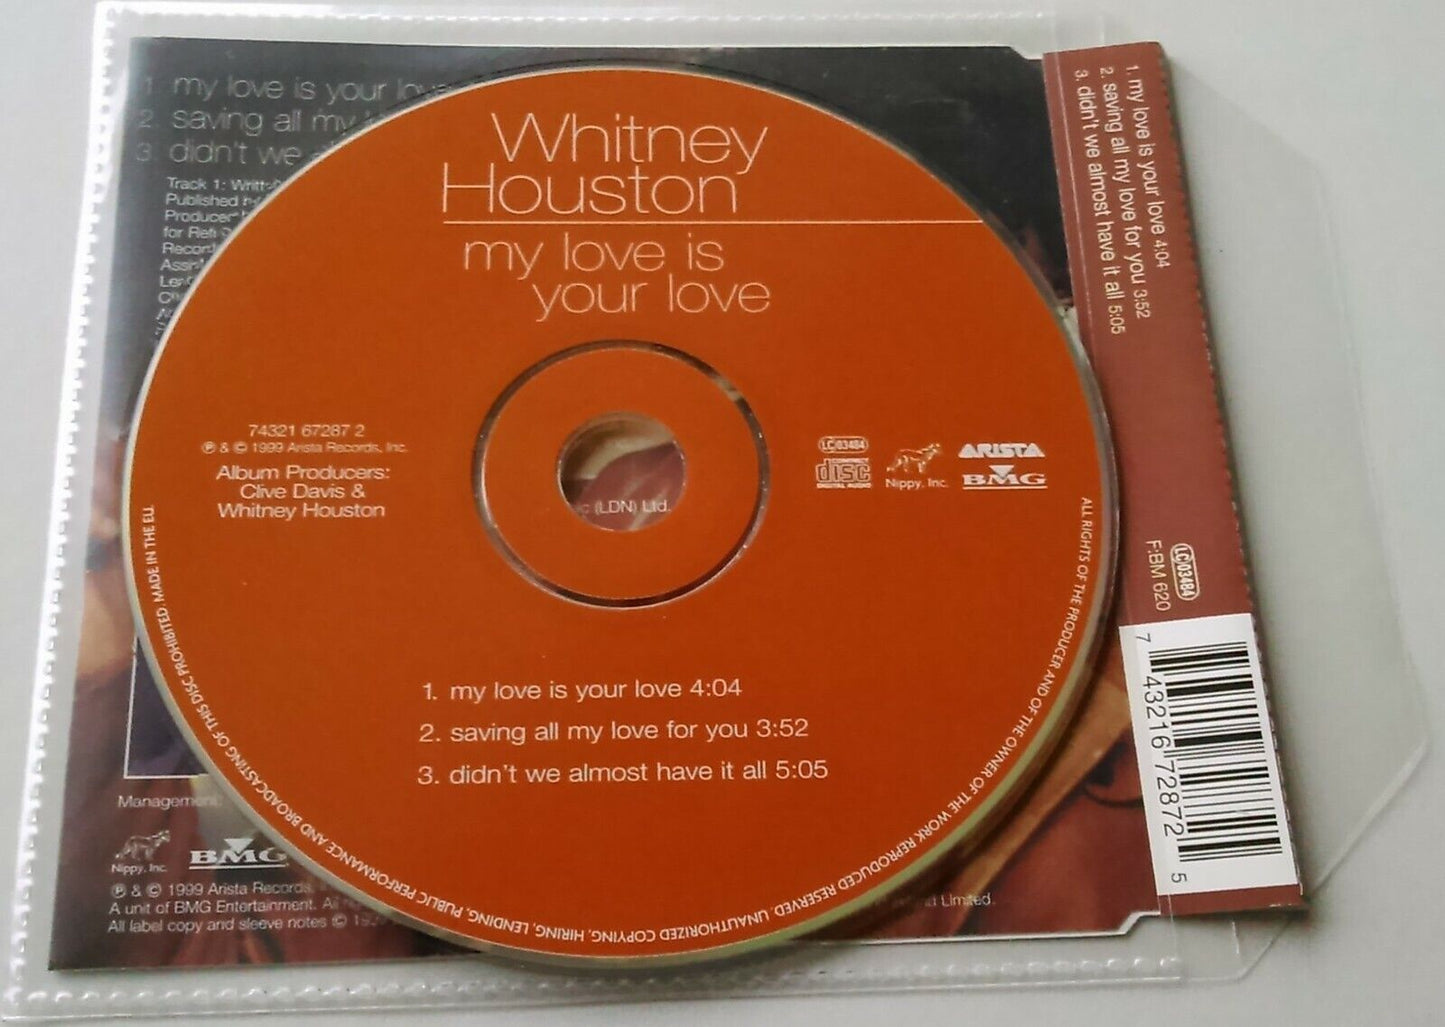 Whitney
Houston
my love is
your love
74321 67287 2
℗ & © 1999 Arista Records, Inc.
Album Producers:
Clive Davis &
Whitney Houston
LC 03484
COMPACT
disc
DIGITAL AUDIO
Nippy, Inc.
ARISTA
BMG
(LDN) Ltd.
1. my love is your love 4:04
2. saving all my love for you 3:52
3. didn't we almost have it all 5:05
ALL RIGHTS OF THE PRODUCER AND OF THE OWNER OF THE WORK REPRODUCED RESERVED. UNAUTHORIZED COPYING, HIRING, LENDING, PUBLIC PERFORMANCE AND BROADCASTING OF THIS DISC PROHIBITED. MADE IN THE EU.
1. my love is your love
2. saving all my
3. didn't we
Track 1:
Published
Producer
for
Management:
Nippy, Inc.
BMG
℗ & © 1999 Arista Records,
A unit of BMG Entertainment. All
All label copy and sleeve notes ©
Limited.
1. my love is your love 4:04
2. saving all my love for you 3:52
3. didn't we almost have it all 5:05
LC 03484
F:BM 620
7 43216 72872 5